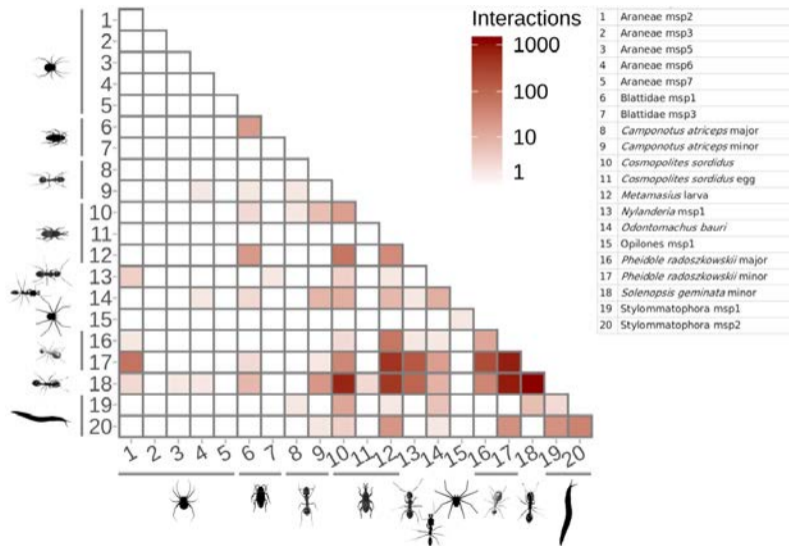 Interactions
1000
100
10
1
1
2
3
4
5
6
7
8
9
10
11
12
13
14
15
16
17
18
19
20
1 2 3 4 5 6 7 8 9 10 11 12 13 14 15 16 17 18 19 20
1 Araneae msp2
2 Araneae msp3
3 Araneae msp5
4 Araneae msp6
5 Araneae msp7
6 Blattidae msp1
7 Blattidae msp3
8 Camponotus atriceps major
9 Camponotus atriceps minor
10 Cosmopolites sordidus
11 Cosmopolites sordidus egg
12 Metamasius larva
13 Nylanderia msp1
14 Odontomachus bauri
15 Opilones msp1
16 Pheidole radoszkowskii major
17 Pheidole radoszkowskii minor
18 Solenopsis geminata minor
19 Stylommatophora msp1
20 Stylommatophora msp2